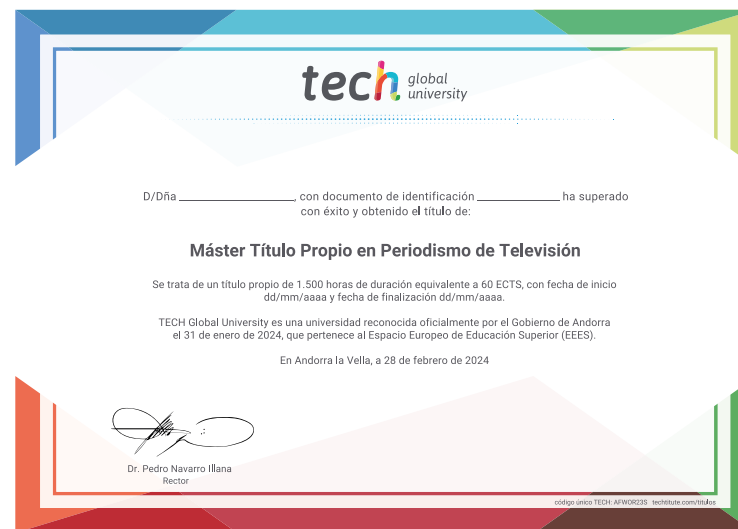 tech global university
D/Dña ____________, con documento de identificación ____________ ha superado
con éxito y obtenido el título de:
Máster Título Propio en Periodismo de Televisión
Se trata de un título propio de 1.500 horas de duración equivalente a 60 ECTS, con fecha de inicio
dd/mm/aaaa y fecha de finalización dd/mm/aaaa.
TECH Global University es una universidad reconocida oficialmente por el Gobierno de Andorra
el 31 de enero de 2024, que pertenece al Espacio Europeo de Educación Superior (EEES).
En Andorra la Vella, a 28 de febrero de 2024
Dr. Pedro Navarro Illana
Rector
código único TECH: AFWOR23S techtitute.com/titulos